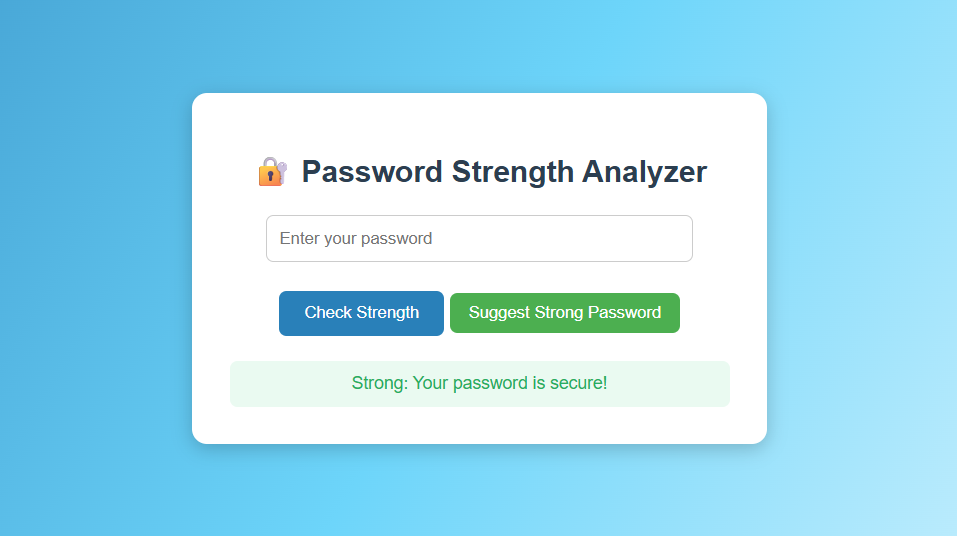 Password Strength Analyzer
Enter your password
Check Strength
Suggest Strong Password
Strong: Your password is secure!